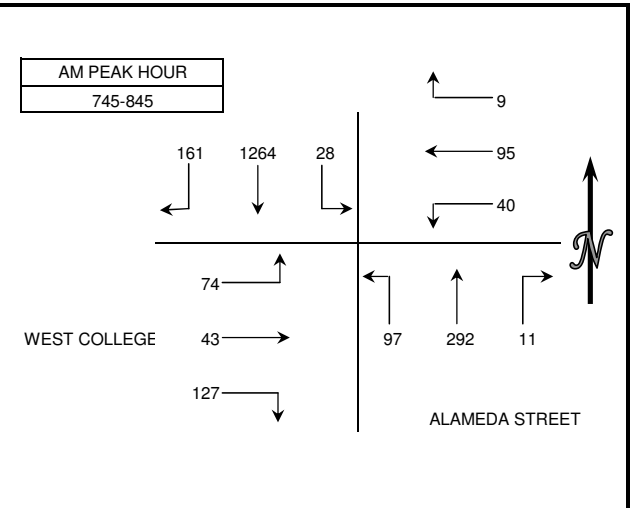 AM PEAK HOUR
745-845
9
161 1264 28
95
40
N
74
WEST COLLEGE 43
97 292 11
127
ALAMEDA STREET